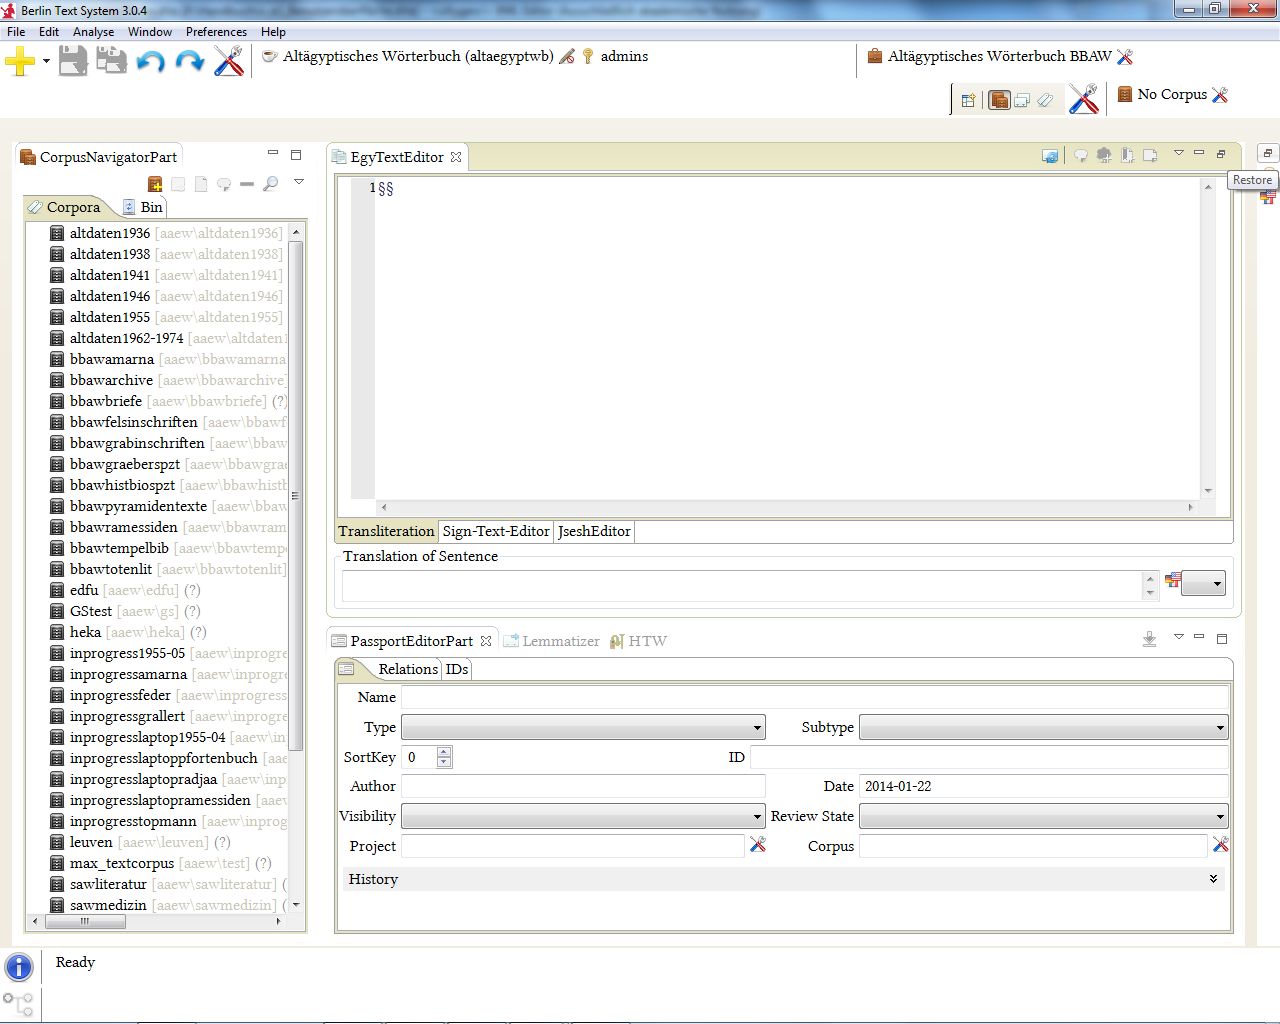 Berlin Text System 3.0.4
File Edit Analyse Window Preferences Help
Altägyptisches Wörterbuch (altaegyptwb) admins
Altägyptisches Wörterbuch BBAW
No Corpus
CorpusNavigatorPart
Corpora Bin
altdaten1936 [aaew\altdaten1936]
altdaten1938 [aaew\altdaten1938]
altdaten1941 [aaew\altdaten1941]
altdaten1946 [aaew\altdaten1946]
altdaten1955 [aaew\altdaten1955]
altdaten1962-1974 [aaew\altdaten1
bbawamarna [aaew\bbawamarna
bbawarchive [aaew\bbawarchive]
bbawbriefe [aaew\bbawbriefe] (?)
bbawfelsinschriften [aaew\bbawf
bbawgrabinschriften [aaew\bbaw
bbawgraeberspzt [aaew\bbawgrae
bbawhistbiospzt [aaew\bbawhistb
bbawpyramidentexte [aaew\bbaw
bbawramessiden [aaew\bbawram
bbawtempelbib [aaew\bbawtempe
bbawtotenlit [aaew\bbawtotenlit]
edfu [aaew\edfu] (?)
GStest [aaew\gs] (?)
heka [aaew\heka] (?)
inprogress1955-05 [aaew\inprogre
inprogressamarna [aaew\inprogre
inprogressfeder [aaew\inprogress
inprogressgrallert [aaew\inprogre
inprogresslaptop1955-04 [aaew\in
inprogresslaptoppfortenbuch [aae
inprogresslaptopradjaa [aaew\inp
inprogresslaptopramessiden [aaew
inprogresstopmann [aaew\inprog
leuven [aaew\leuven] (?)
max_textcorpus [aaew\test] (?)
sawliteratur [aaew\sawliteratur] (
sawmedizin [aaew\sawmedizin] (
EgyTextEditor
Restore
1 §§
Transliteration Sign-Text-Editor JseshEditor
Translation of Sentence
PassportEditorPart Lemmatizer HTW
Relations IDs
Name
Type Subtype
SortKey 0 ID
Author Date 2014-01-22
Visibility Review State
Project Corpus
History
Ready